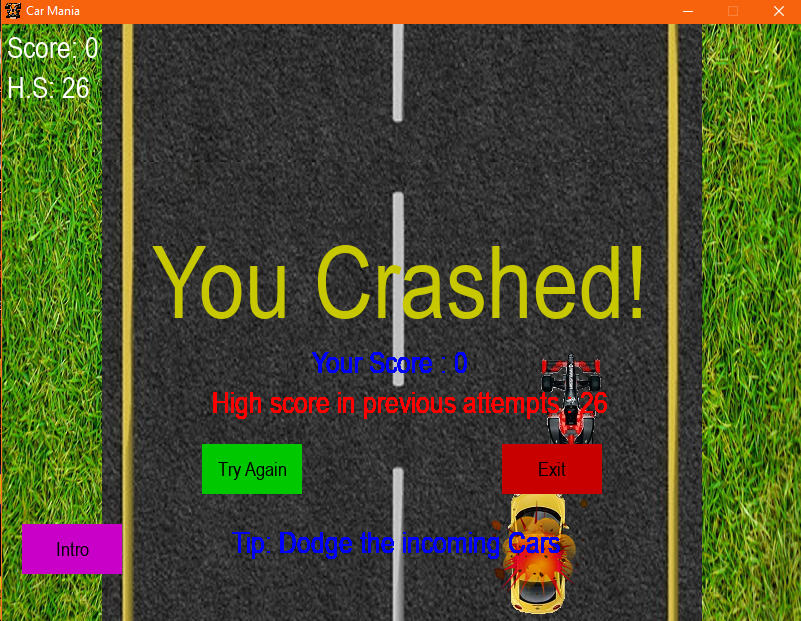 Car Mania
Score: 0
H.S: 26
You Crashed!
Your Score : 0
High score in previous attempts : 26
Try Again
Exit
Tip: Dodge the incoming Cars
Intro